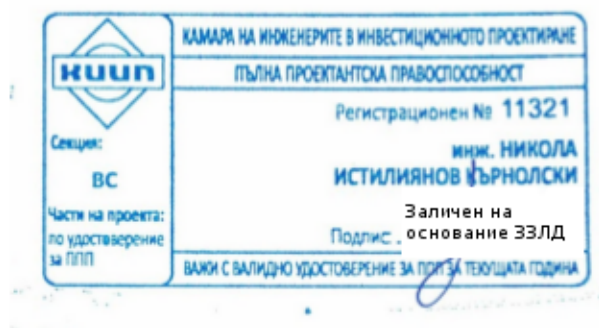 КАМАРА НА ИНЖЕНЕРИТЕ В ИНВЕСТИЦИОННОТО ПРОЕКТИРАНЕ
КИИП
ПЪЛНА ПРОЕКТАНТСКА ПРАВОСПОСОБНОСТ
Регистрационен № 11321
Секция:
ВС
инж. НИКОЛА
ИСТИЛИЯНОВ КЪРНОЛСКИ
Части на проекта:
по удостоверение
за ППП
Подпис:
Заличен на
основание ЗЗЛД
ВАЖИ С ВАЛИДНО УДОСТОВЕРЕНИЕ ЗА ППП ЗА ТЕКУЩАТА ГОДИНА